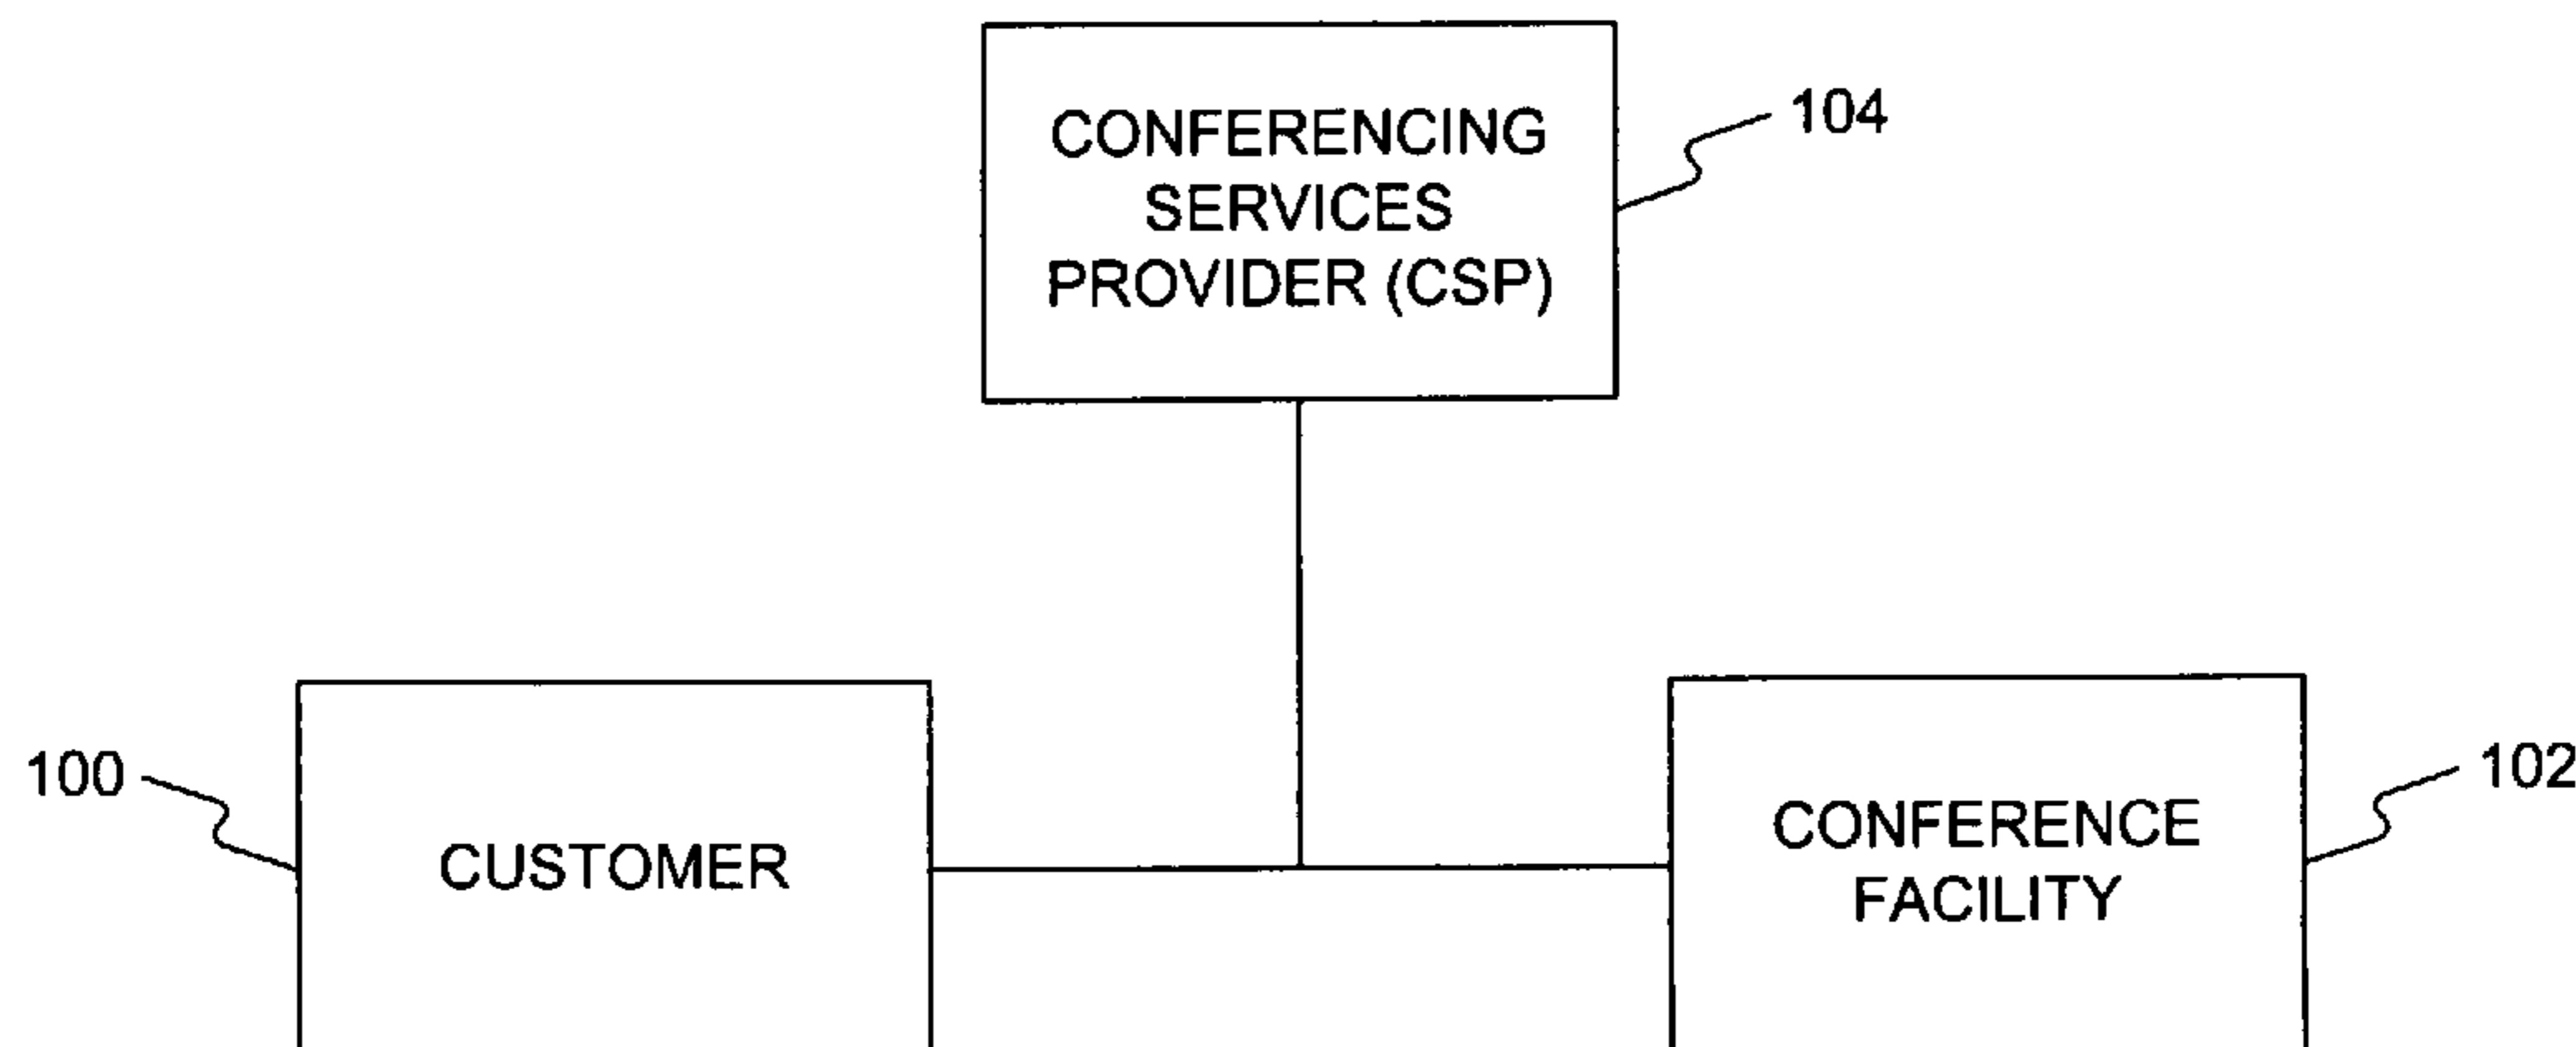 CONFERENCING
SERVICES
PROVIDER (CSP)
104
100
CUSTOMER
CONFERENCE
FACILITY
102